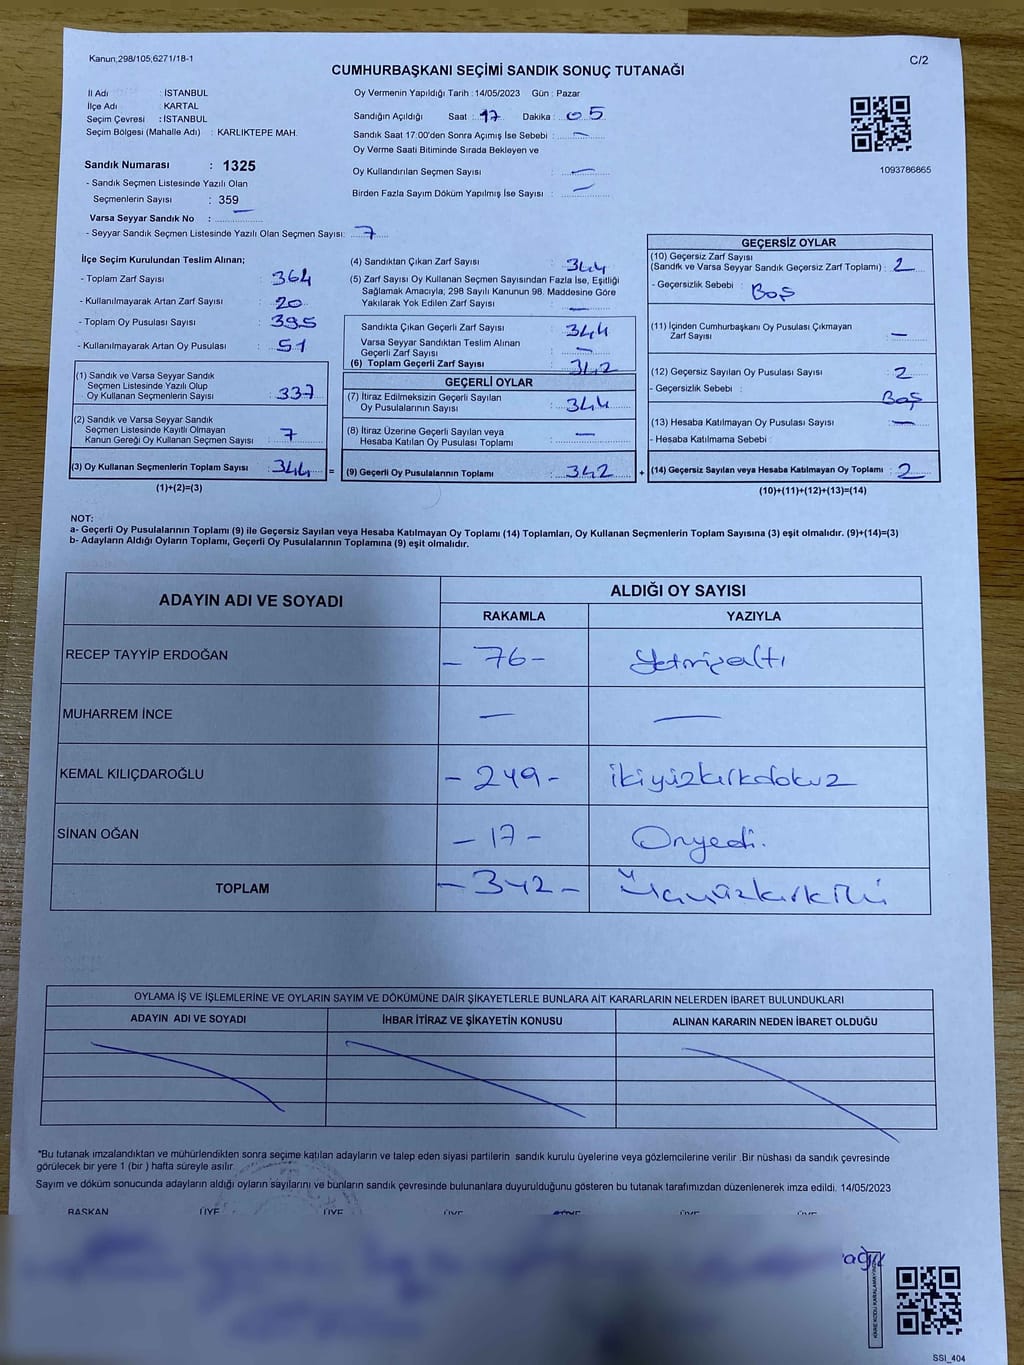 Kanun;298/105;6271/18-1
C/2
CUMHURBAŞKANI SEÇİMİ SANDIK SONUÇ TUTANAĞI
İl Adı : İSTANBUL
İlçe Adı : KARTAL
Seçim Çevresi : İSTANBUL
Seçim Bölgesi (Mahalle Adı) : KARLIKTEPE MAH.
Sandık Numarası : 1325
- Sandık Seçmen Listesinde Yazılı Olan
Seçmenlerin Sayısı : 359
Varsa Seyyar Sandık No : —
- Seyyar Sandık Seçmen Listesinde Yazılı Olan Seçmen Sayısı: 7
Oy Vermenin Yapıldığı Tarih : 14/05/2023 Gün : Pazar
Sandığın Açıldığı Saat : 17 Dakika : 05
Sandık Saat 17:00'den Sonra Açımış İse Sebebi : —
Oy Verme Saati Bitiminde Sırada Bekleyen ve
Oy Kullandırılan Seçmen Sayısı : —
Birden Fazla Sayım Döküm Yapılmış İse Sayısı : —
1093786865
İlçe Seçim Kurulundan Teslim Alınan;
- Toplam Zarf Sayısı : 364
- Kullanılmayarak Artan Zarf Sayısı : 20
- Toplam Oy Pusulası Sayısı : 395
- Kullanılmayarak Artan Oy Pusulası : 51
(1) Sandık ve Varsa Seyyar Sandık
Seçmen Listesinde Yazılı Olup
Oy Kullanan Seçmenlerin Sayısı : 337
(2) Sandık ve Varsa Seyyar Sandık
Seçmen Listesinde Kayıtlı Olmayan
Kanun Gereği Oy Kullanan Seçmen Sayısı : 7
(3) Oy Kullanan Seçmenlerin Toplam Sayısı : 344 =
(1)+(2)=(3)
(4) Sandıktan Çıkan Zarf Sayısı : 344
(5) Zarf Sayısı Oy Kullanan Seçmen Sayısından Fazla İse, Eşitliği
Sağlamak Amacıyla; 298 Sayılı Kanunun 98. Maddesine Göre
Yakılarak Yok Edilen Zarf Sayısı : —
Sandıkta Çıkan Geçerli Zarf Sayısı : 344
Varsa Seyyar Sandıktan Teslim Alınan
Geçerli Zarf Sayısı : —
(6) Toplam Geçerli Zarf Sayısı : 342
GEÇERLİ OYLAR
(7) İtiraz Edilmeksizin Geçerli Sayılan
Oy Pusulalarının Sayısı : 344
(8) İtiraz Üzerine Geçerli Sayılan veya
Hesaba Katılan Oy Pusulası Toplamı : —
(9) Geçerli Oy Pusulalarının Toplamı : 342 +
GEÇERSİZ OYLAR
(10) Geçersiz Zarf Sayısı
(Sandık ve Varsa Seyyar Sandık Geçersiz Zarf Toplamı) : 2
- Geçersizlik Sebebi : Boş
(11) İçinden Cumhurbaşkanı Oy Pusulası Çıkmayan
Zarf Sayısı : —
(12) Geçersiz Sayılan Oy Pusulası Sayısı : 2
- Geçersizlik Sebebi : Boş
(13) Hesaba Katılmayan Oy Pusulası Sayısı : —
- Hesaba Katılmama Sebebi :
(14) Geçersiz Sayılan veya Hesaba Katılmayan Oy Toplamı : 2
(10)+(11)+(12)+(13)=(14)
NOT:
a- Geçerli Oy Pusulalarının Toplamı (9) ile Geçersiz Sayılan veya Hesaba Katılmayan Oy Toplamı (14) Toplamları, Oy Kullanan Seçmenlerin Toplam Sayısına (3) eşit olmalıdır. (9)+(14)=(3)
b- Adayların Aldığı Oyların Toplamı, Geçerli Oy Pusulalarının Toplamına (9) eşit olmalıdır.
ADAYIN ADI VE SOYADI
ALDIĞI OY SAYISI
RAKAMLA YAZIYLA
RECEP TAYYİP ERDOĞAN - 76 - Yetmişaltı
MUHARREM İNCE — —
KEMAL KILIÇDAROĞLU - 249 - ikiyüzkırkdokuz
SİNAN OĞAN - 17 - Onyedi.
TOPLAM - 342 - Üçyüzkırkiki
OYLAMA İŞ VE İŞLEMLERİNE VE OYLARIN SAYIM VE DÖKÜMÜNE DAİR ŞİKAYETLERLE BUNLARA AİT KARARLARIN NELERDEN İBARET BULUNDUKLARI
ADAYIN ADI VE SOYADI İHBAR İTİRAZ VE ŞİKAYETİN KONUSU ALINAN KARARIN NEDEN İBARET OLDUĞU
"Bu tutanak imzalandıktan ve mühürlendikten sonra seçime katılan adayların ve talep eden siyasi partilerin sandık kurulu üyelerine veya gözlemcilerine verilir .Bir nüshası da sandık çevresinde
görülecek bir yere 1 (bir ) hafta süreyle asılır
Sayım ve döküm sonucunda adayların aldığı oyların sayılarını ve bunların sandık çevresinde bulunanlara duyurulduğunu gösteren bu tutanak tarafımızdan düzenlenerek imza edildi. 14/05/2023
BAŞKAN ÜYE ÜYE ÜYE ÜYE ÜYE ÜYE
SSI_404